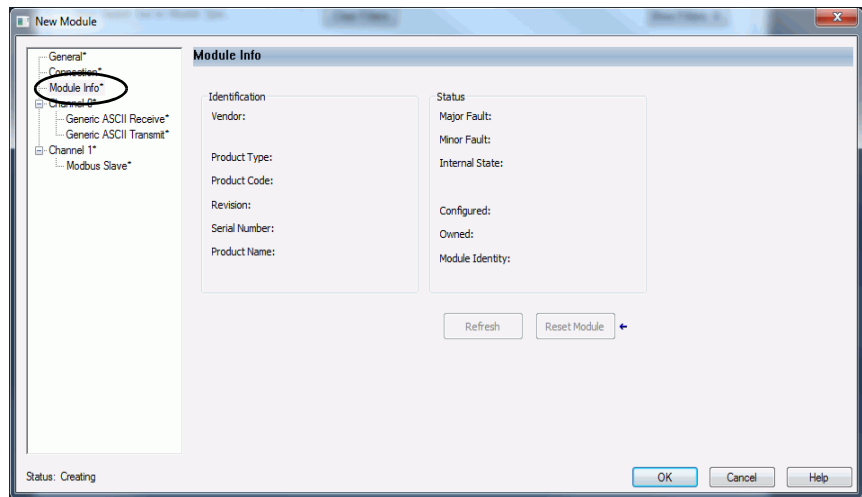 New Module
General*
Connection*
Module Info*
Channel 0*
Generic ASCII Receive*
Generic ASCII Transmit*
Channel 1*
Modbus Slave*
Module Info
Identification
Vendor:
Product Type:
Product Code:
Revision:
Serial Number:
Product Name:
Status
Major Fault:
Minor Fault:
Internal State:
Configured:
Owned:
Module Identity:
Refresh
Reset Module
Status: Creating
OK
Cancel
Help